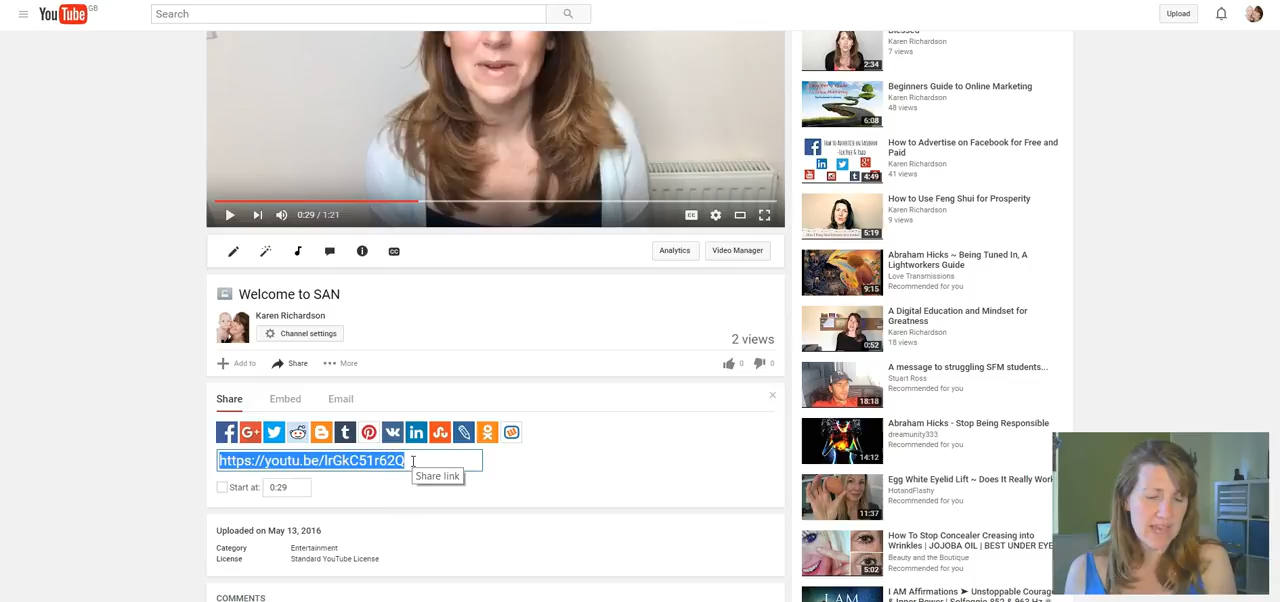 YouTube GB
Search
Upload
0:29 / 1:21
CC
CC
Analytics
Video Manager
Welcome to SAN
Karen Richardson
Channel settings
2 views
Add to
Share
More
0
0
Share
Embed
Email
https://youtu.be/lrGkC51r62Q
Share link
Start at:
0:29
Uploaded on May 13, 2016
Category
Entertainment
License
Standard YouTube License
COMMENTS
Blessed
Karen Richardson
7 views
2:34
Beginners Guide to Online Marketing
Karen Richardson
48 views
6:08
How to Advertise on Facebook for Free and
Paid
Karen Richardson
41 views
4:49
How to Use Feng Shui for Prosperity
Karen Richardson
9 views
5:19
Abraham Hicks ~ Being Tuned In, A
Lightworkers Guide
Love Transmissions
Recommended for you
9:15
A Digital Education and Mindset for
Greatness
Karen Richardson
18 views
0:52
A message to struggling SFM students...
Stuart Ross
Recommended for you
18:18
Abraham Hicks - Stop Being Responsible
dreamunity333
Recommended for you
14:12
Egg White Eyelid Lift ~ Does It Really Work
HotandFlashy
Recommended for you
11:37
How To Stop Concealer Creasing into
Wrinkles | JOJOBA OIL | BEST UNDER EYE
Beauty and the Boutique
Recommended for you
5:02
I AM Affirmations ➤ Unstoppable Courage
I AM